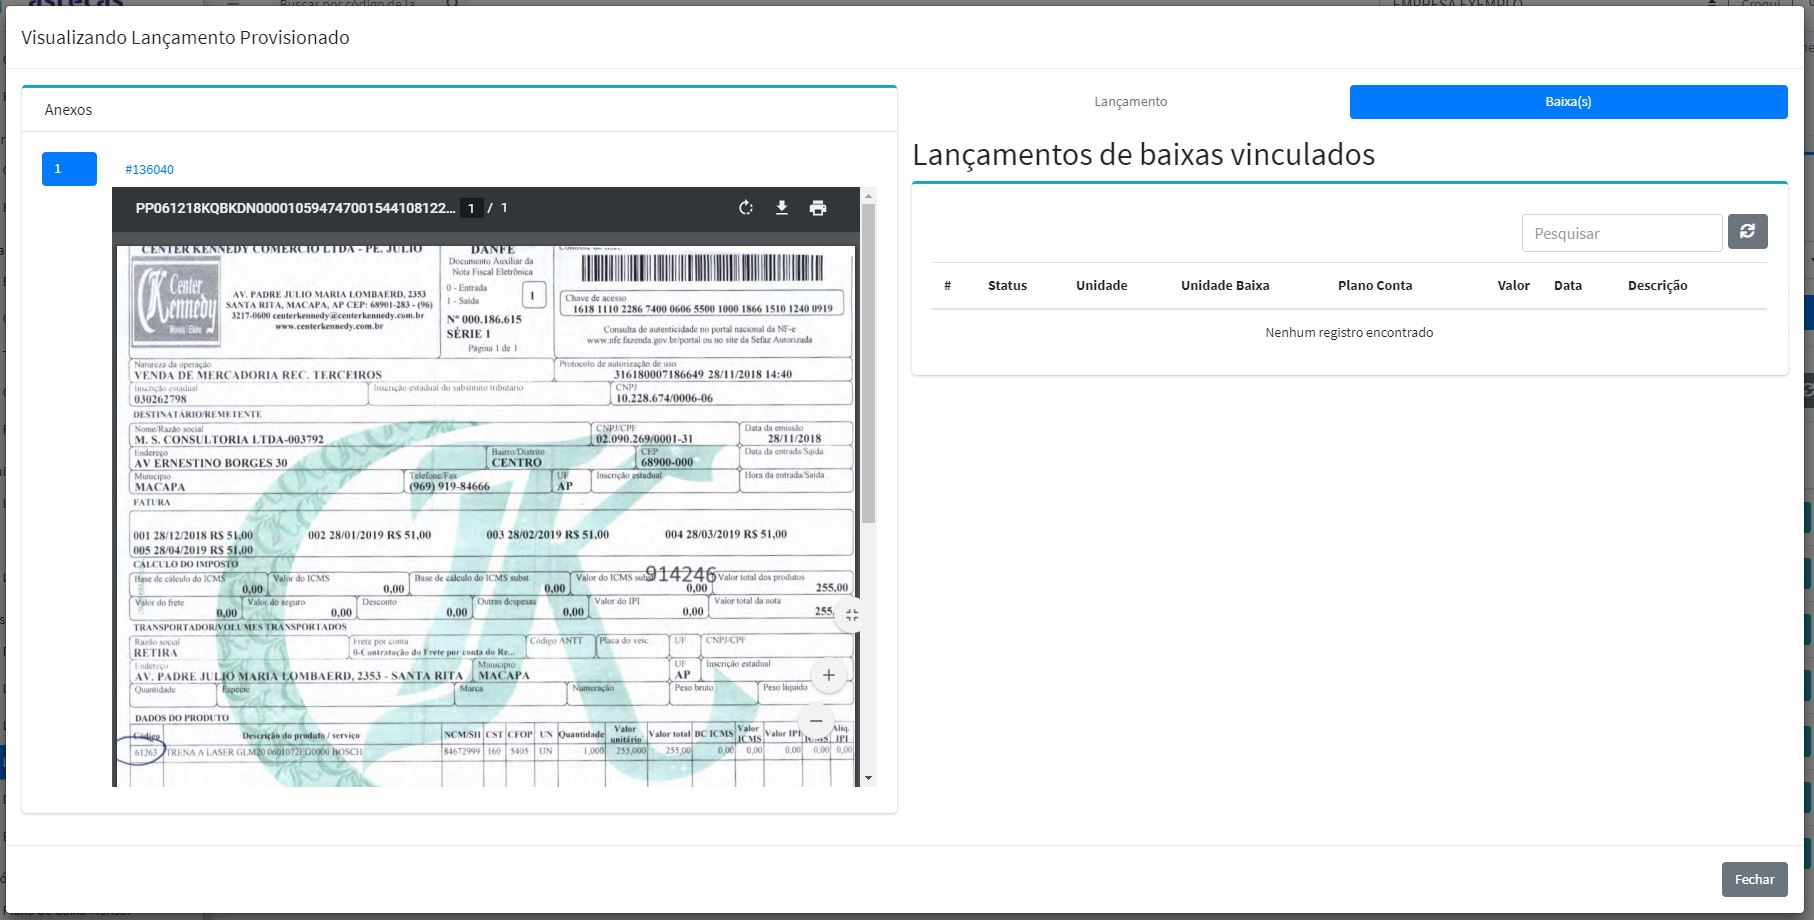 Visualizando Lançamento Provisionado
Anexos
1
#136040
PP061218KQBKDN000010594747001544108122... 1 / 1
CENTER KENNEDY COMERCIO LTDA - PE. JULIO
Center Kennedy
AV. PADRE JULIO MARIA LOMBAERD, 2353
SANTA RITA, MACAPA, AP CEP: 68901-283 - (96)
3217-0600 centerkennedy@centerkennedy.com.br
www.centerkennedy.com.br
DANFE
Documento Auxiliar da
Nota Fiscal Eletrônica
0 - Entrada
1 - Saída
1
Nº 000.186.615
SÉRIE 1
Página 1 de 1
Chave de acesso
1618 1110 2286 7400 0606 5500 1000 1866 1510 1240 0919
Consulta de autenticidade no portal nacional da NF-e
www.nfe.fazenda.gov.br/portal ou no site da Sefaz Autorizada
Natureza da operação
VENDA DE MERCADORIA REC. TERCEIROS
Protocolo de autorização de uso
316180007186649 28/11/2018 14:40
Inscrição estadual
030262798
Inscrição estadual do substituto tributário
CNPJ
10.228.674/0006-06
DESTINATÁRIO/REMETENTE
Nome/Razão social
M. S. CONSULTORIA LTDA-003792
CNPJ/CPF
02.090.269/0001-31
Data da emissão
28/11/2018
Endereço
AV ERNESTINO BORGES 30
Bairro/Distrito
CENTRO
CEP
68900-000
Data da entrada/Saída
Município
MACAPA
Telefone/Fax
(969) 919-84666
UF
AP
Inscrição estadual
Hora da entrada/Saída
FATURA
001 28/12/2018 R$ 51,00 002 28/01/2019 R$ 51,00 003 28/02/2019 R$ 51,00 004 28/03/2019 R$ 51,00
005 28/04/2019 R$ 51,00
CÁLCULO DO IMPOSTO
914246
Base de cálculo do ICMS
0,00
Valor do ICMS
0,00
Base de cálculo do ICMS subst.
0,00
Valor do ICMS subst
0,00
Valor total dos produtos
255,00
Valor do frete
0,00
Valor do seguro
0,00
Desconto
0,00
Outras despesas
0,00
Valor do IPI
0,00
Valor total da nota
255,
TRANSPORTADOR/VOLUMES TRANSPORTADOS
Razão social
RETIRA
Frete por conta
0-Contratação do Frete por conta do Re...
Código ANTT
Placa do veic
UF
CNPJ/CPF
Endereço
AV. PADRE JULIO MARIA LOMBAERD, 2353 - SANTA RITA
Município
MACAPA
UF
AP
Inscrição estadual
Quantidade
Espécie
Marca
Numeração
Peso bruto
Peso líquido
DADOS DO PRODUTO
Código Descrição do produto / serviço NCM/SH CST CFOP UN Quantidade Valor unitário Valor total BC ICMS Valor ICMS Valor IPI Aliq. IPI
61263 TRENA A LASER GLM20 0601072EG0000 BOSCH 84672999 160 5405 UN 1,000 255,000 255,00 0,00 0,00 0,00 0,00 0,00
Lançamento
Baixa(s)
Lançamentos de baixas vinculados
Pesquisar
# Status Unidade Unidade Baixa Plano Conta Valor Data Descrição
Nenhum registro encontrado
Fechar